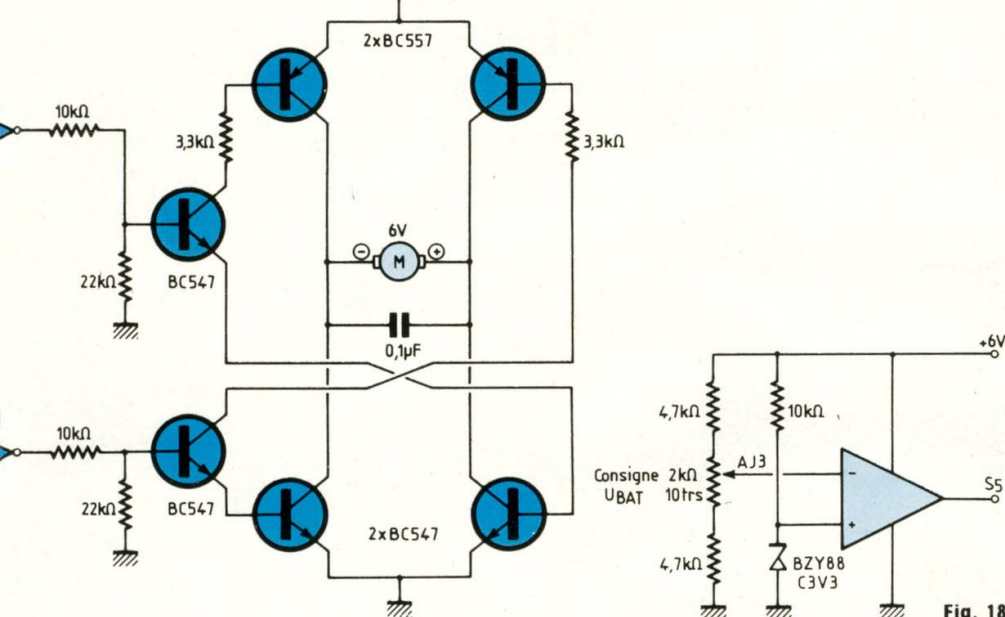 2xBC557
10kΩ
3,3kΩ
3,3kΩ
22kΩ
BC547
6V
−
M
+
0,1µF
10kΩ
22kΩ
BC547
2xBC547
+6V
4,7kΩ
10kΩ
Consigne
UBAT
2kΩ
10trs
AJ3
−
+
S5
4,7kΩ
BZY88
C3V3
Fig. 18